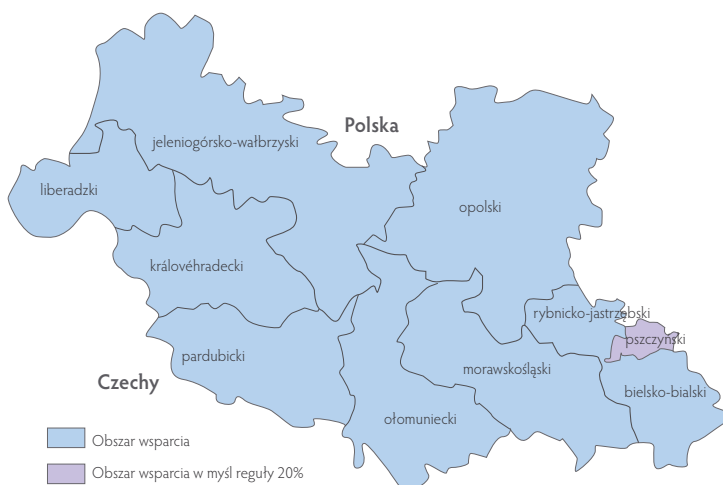 Polska
jeleniogórsko-wałbrzyski
liberadzki
opolski
královéhradecki
rybnicko-jastrzębski
pszczyński
pardubicki
morawskośląski
Czechy
bielsko-bialski
ołomuniecki
Obszar wsparcia
Obszar wsparcia w myśl reguły 20%